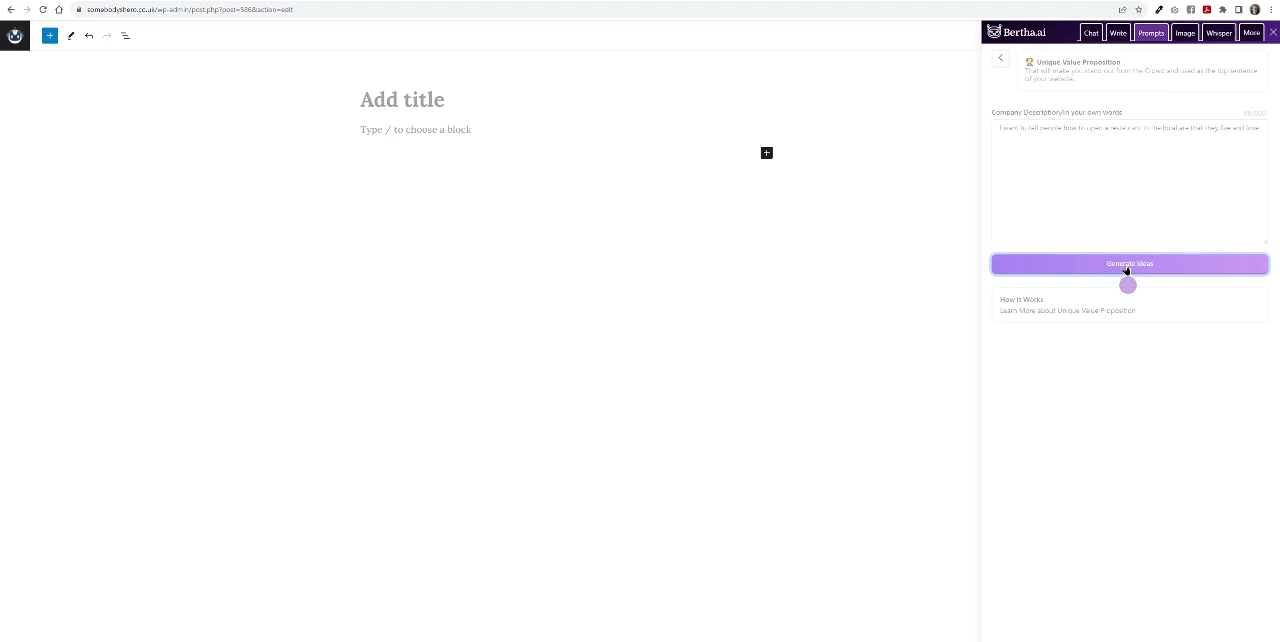 somebodyshero.co.uk/wp-admin/post.php?post=586&action=edit
Bertha.ai
Chat
Write
Prompts
Image
Whisper
More
Unique Value Proposition
That will make you stand out from the Crowd and used as the top sentence
of your website.
Company Description/in your own words
I want to tell people how to open a restaurant in the local are that they live and love
Add title
Type / to choose a block
Generate Ideas
How It Works
Learn More about Unique Value Proposition